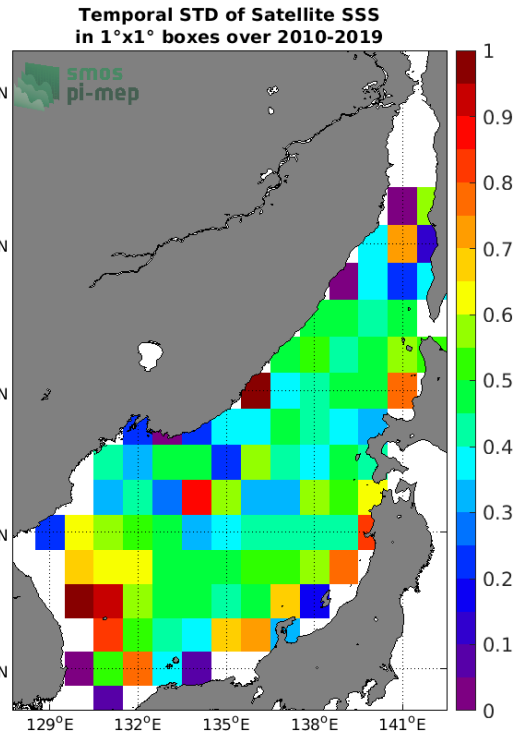 Temporal STD of Satellite SSS
in 1°x1° boxes over 2010-2019
smos
pi-mep
1
0.9
0.8
0.7
0.6
0.5
0.4
0.3
0.2
0.1
0
N
N
N
N
N
129°E
132°E
135°E
138°E
141°E